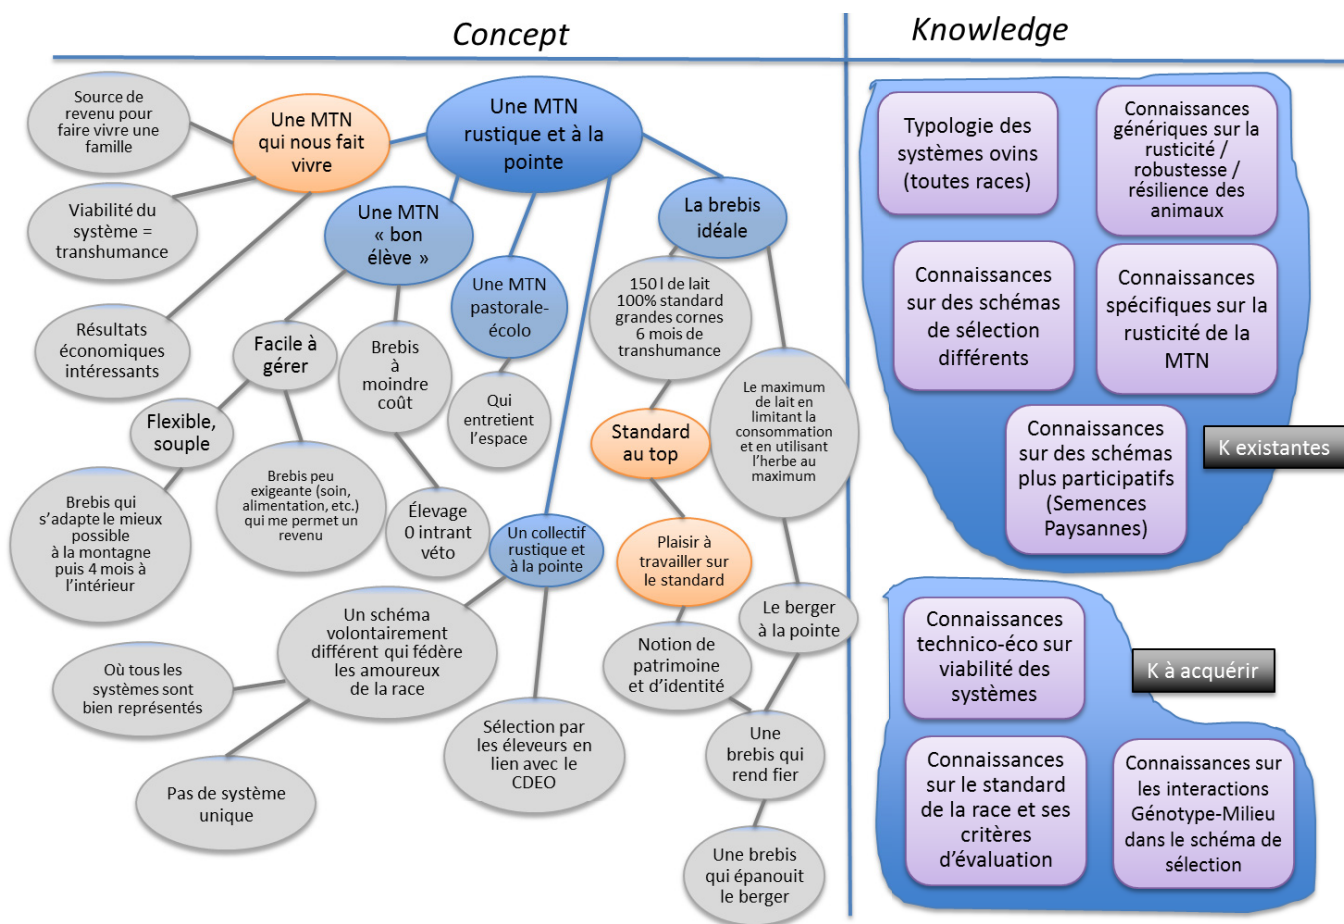 Concept
Knowledge
Source de
revenu pour
faire vivre une
famille
Une MTN
qui nous fait
vivre
Une MTN
rustique et à la
pointe
Viabilité du
système =
transhumance
Résultats
économiques
intéressants
Une MTN
« bon
élève »
Une MTN
pastorale-
écolo
La brebis
idéale
Facile à
gérer
Brebis
à
moindre
coût
Qui
entretient
l'espace
150 l de lait
100% standard
grandes cornes
6 mois de
transhumance
Le maximum
de lait en
limitant la
consommation
et en utilisant
l'herbe au
maximum
Flexible,
souple
Standard
au top
Brebis qui
s'adapte le mieux
possible
à la montagne
puis 4 mois à
l'intérieur
Brebis peu
exigeante (soin,
alimentation, etc.)
qui me permet un
revenu
Élevage
0 intrant
véto
Un collectif
rustique et
à la pointe
Plaisir à
travailler sur
le standard
Un schéma
volontairement
différent qui fédère
les amoureux
de la race
Notion de
patrimoine
et d'identité
Le berger
à la pointe
Où tous les
systèmes sont
bien représentés
Pas de système
unique
Sélection par
les éleveurs en
lien avec le
CDEO
Une
brebis qui
rend fier
Une brebis
qui épanouit
le berger
Typologie des
systèmes ovins
(toutes races)
Connaissances
génériques sur la
rusticité /
robustesse /
résilience des
animaux
Connaissances
sur des schémas
de sélection
différents
Connaissances
spécifiques sur la
rusticité de la
MTN
Connaissances
sur des schémas
plus participatifs
(Semences
Paysannes)
K existantes
Connaissances
technico-éco sur
viabilité des
systèmes
K à acquérir
Connaissances
sur le standard
de la race et ses
critères
d'évaluation
Connaissances sur
les interactions
Génotype-Milieu
dans le schéma de
sélection